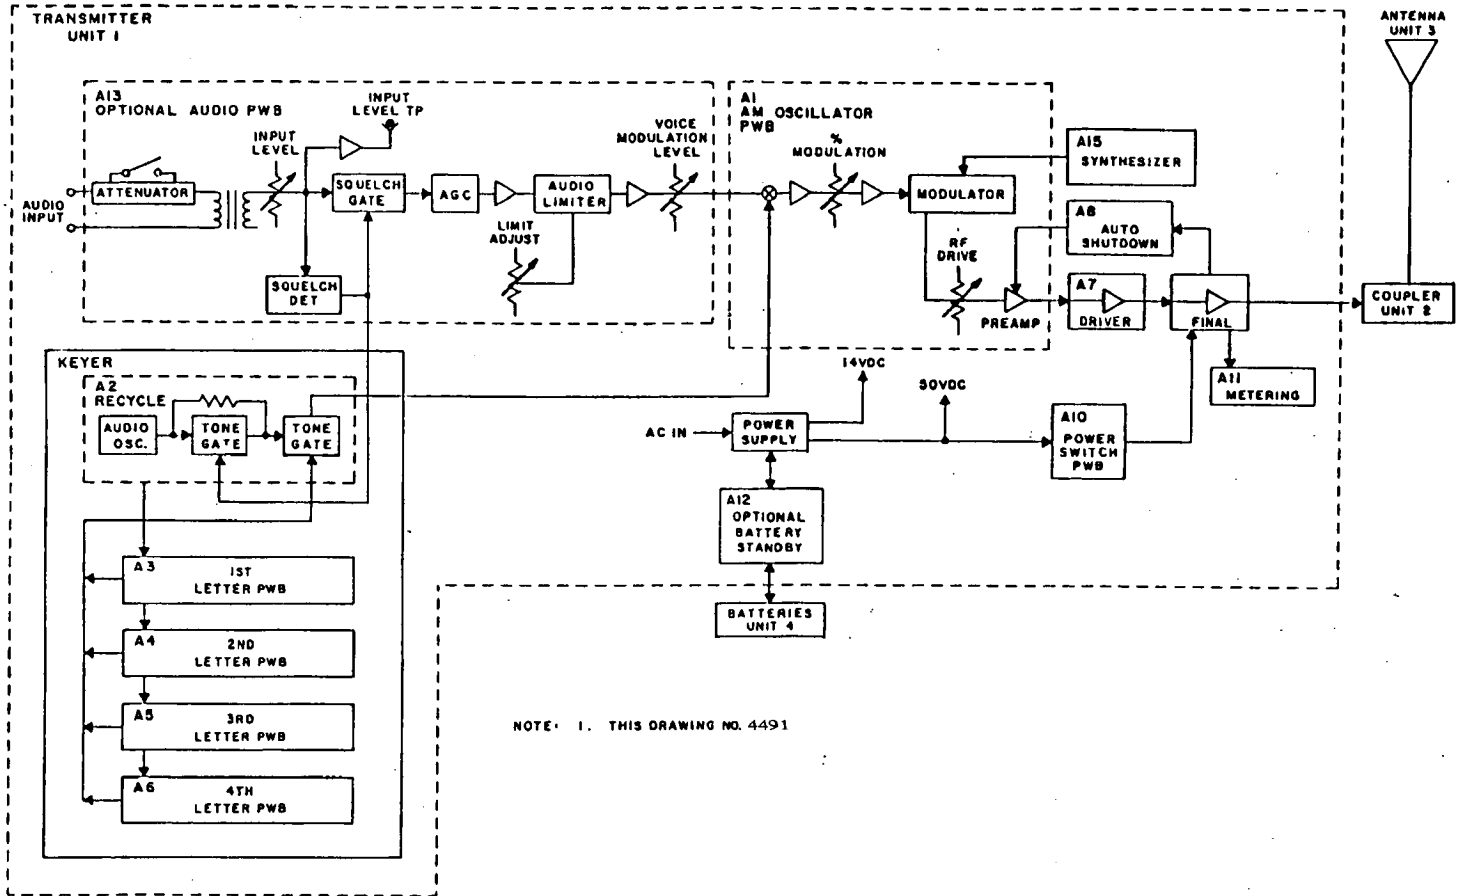 TRANSMITTER
UNIT 1
ANTENNA
UNIT 3
A13
OPTIONAL AUDIO PWB
INPUT
LEVEL TP
INPUT
LEVEL
VOICE
MODULATION
LEVEL
ATTENUATOR
AUDIO
INPUT
SQUELCH
GATE
AGC
AUDIO
LIMITER
LIMIT
ADJUST
SQUELCH
DET
A1
AM OSCILLATOR
PWB
%
MODULATION
MODULATOR
RF
DRIVE
PREAMP
A15
SYNTHESIZER
A8
AUTO
SHUTDOWN
A7
DRIVER
FINAL
COUPLER
UNIT 2
A11
METERING
KEYER
A2
RECYCLE
AUDIO
OSC.
TONE
GATE
TONE
GATE
14VDC
50VDC
AC IN
POWER
SUPPLY
A10
POWER
SWITCH
PWB
A12
OPTIONAL
BATTERY
STANDBY
BATTERIES
UNIT 4
A3
1ST
LETTER PWB
A4
2ND
LETTER PWB
A5
3RD
LETTER PWB
A6
4TH
LETTER PWB
NOTE: 1. THIS DRAWING NO. 4491